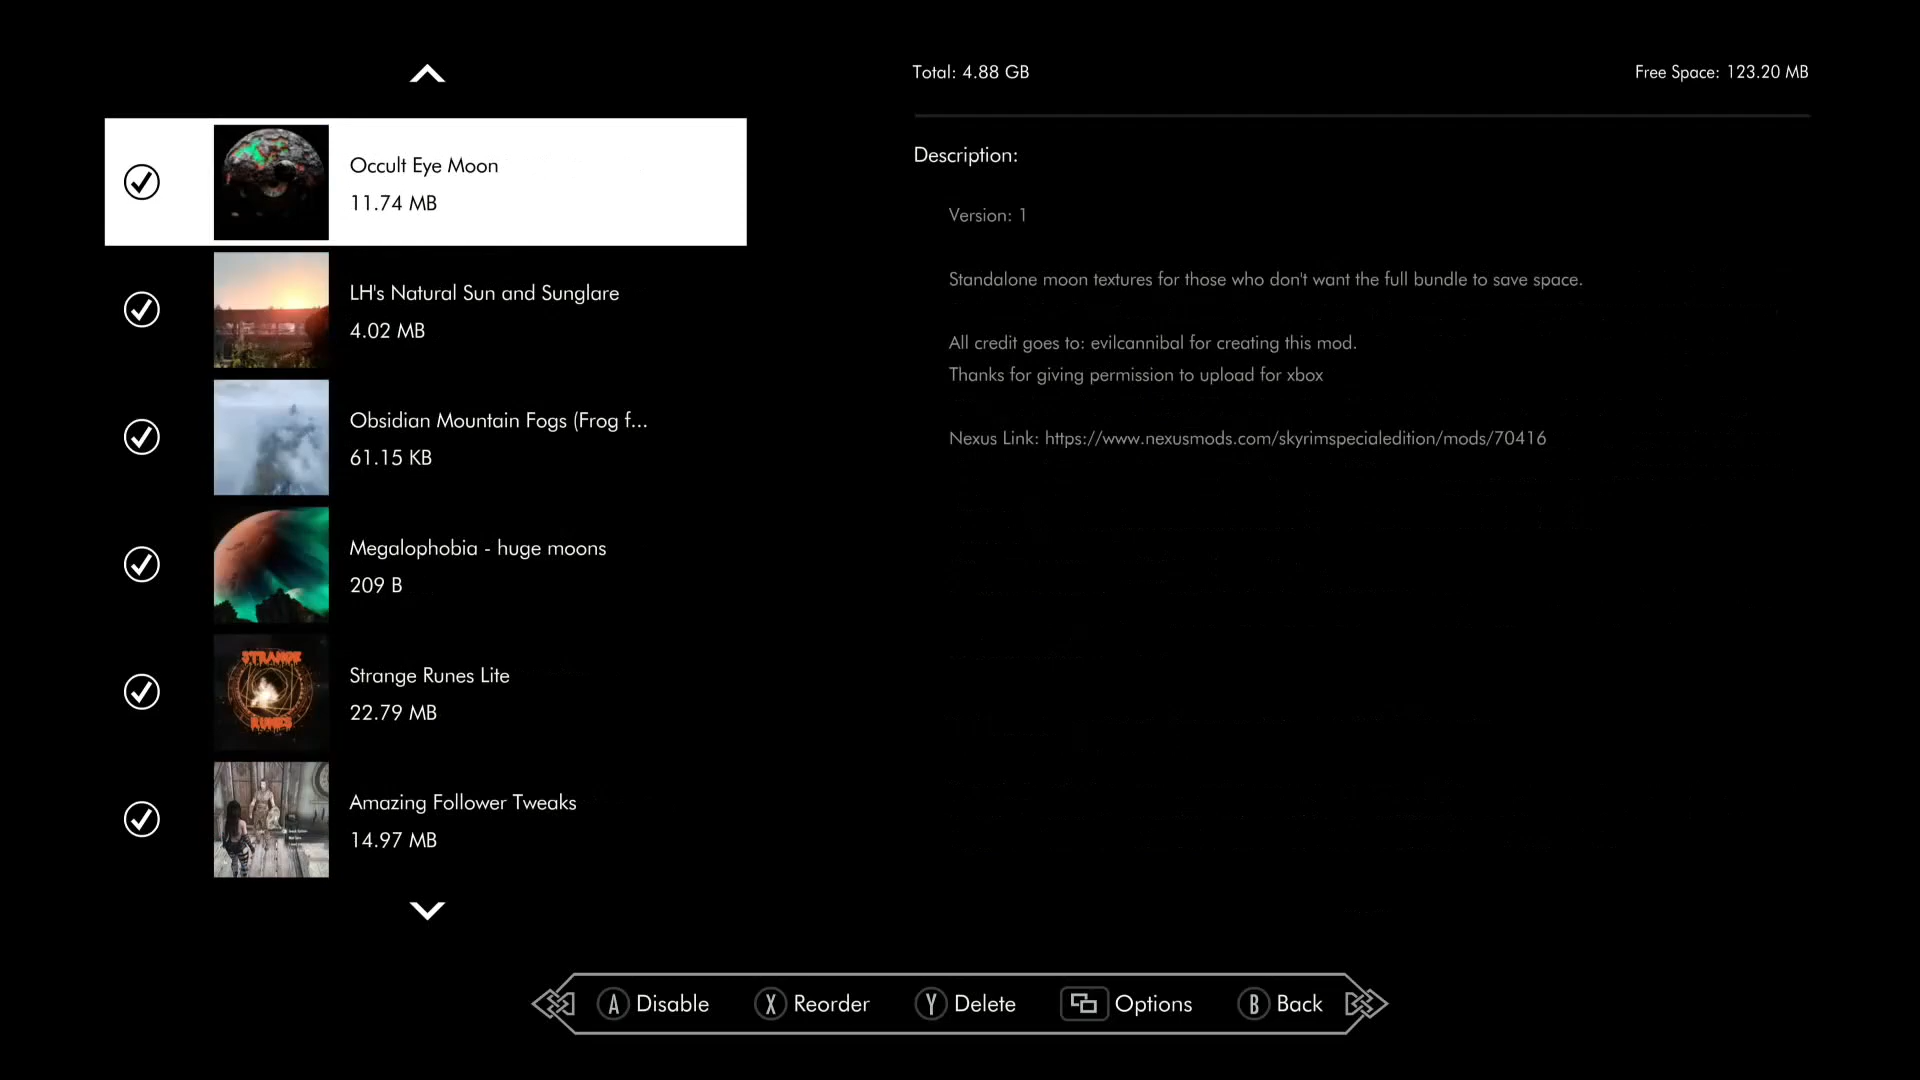 Total: 4.88 GB
Free Space: 123.20 MB
Occult Eye Moon
11.74 MB
LH's Natural Sun and Sunglare
4.02 MB
Obsidian Mountain Fogs (Frog f...
61.15 KB
Megalophobia - huge moons
209 B
STRANGE
RUNES
Strange Runes Lite
22.79 MB
Amazing Follower Tweaks
14.97 MB
Description:
Version: 1
Standalone moon textures for those who don't want the full bundle to save space.
All credit goes to: evilcannibal for creating this mod.
Thanks for giving permission to upload for xbox
Nexus Link: https://www.nexusmods.com/skyrimspecialedition/mods/70416
A Disable X Reorder Y Delete Options B Back